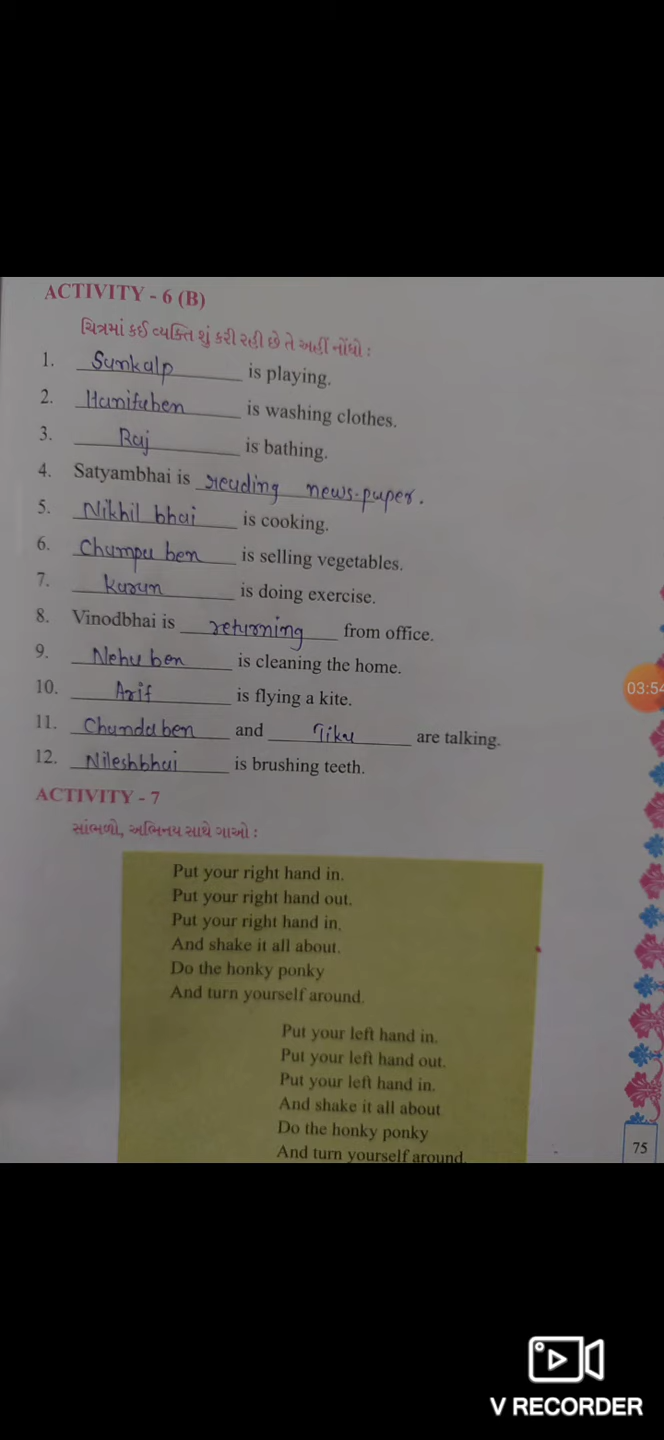 ACTIVITY - 6 (B)
ચિત્રમાં કઈ વ્યક્તિ શું કરી રહી છે તે અહીં નોંધો :
1. Sankalp is playing.
2. Hanifaben is washing clothes.
3. Raj is bathing.
4. Satyambhai is reading news-paper.
5. Nikhil bhai is cooking.
6. Champa ben is selling vegetables.
7. Karan is doing exercise.
8. Vinodbhai is returning from office.
9. Neha ben is cleaning the home.
10. Arif is flying a kite.
11. Chanda ben and Tika are talking.
12. Nileshbhai is brushing teeth.
ACTIVITY - 7
સાંભળો, અભિનય સાથે ગાઓ :
Put your right hand in.
Put your right hand out.
Put your right hand in.
And shake it all about.
Do the honky ponky
And turn yourself around.
Put your left hand in.
Put your left hand out.
Put your left hand in.
And shake it all about
Do the honky ponky
And turn yourself around.
75
03:54
V RECORDER